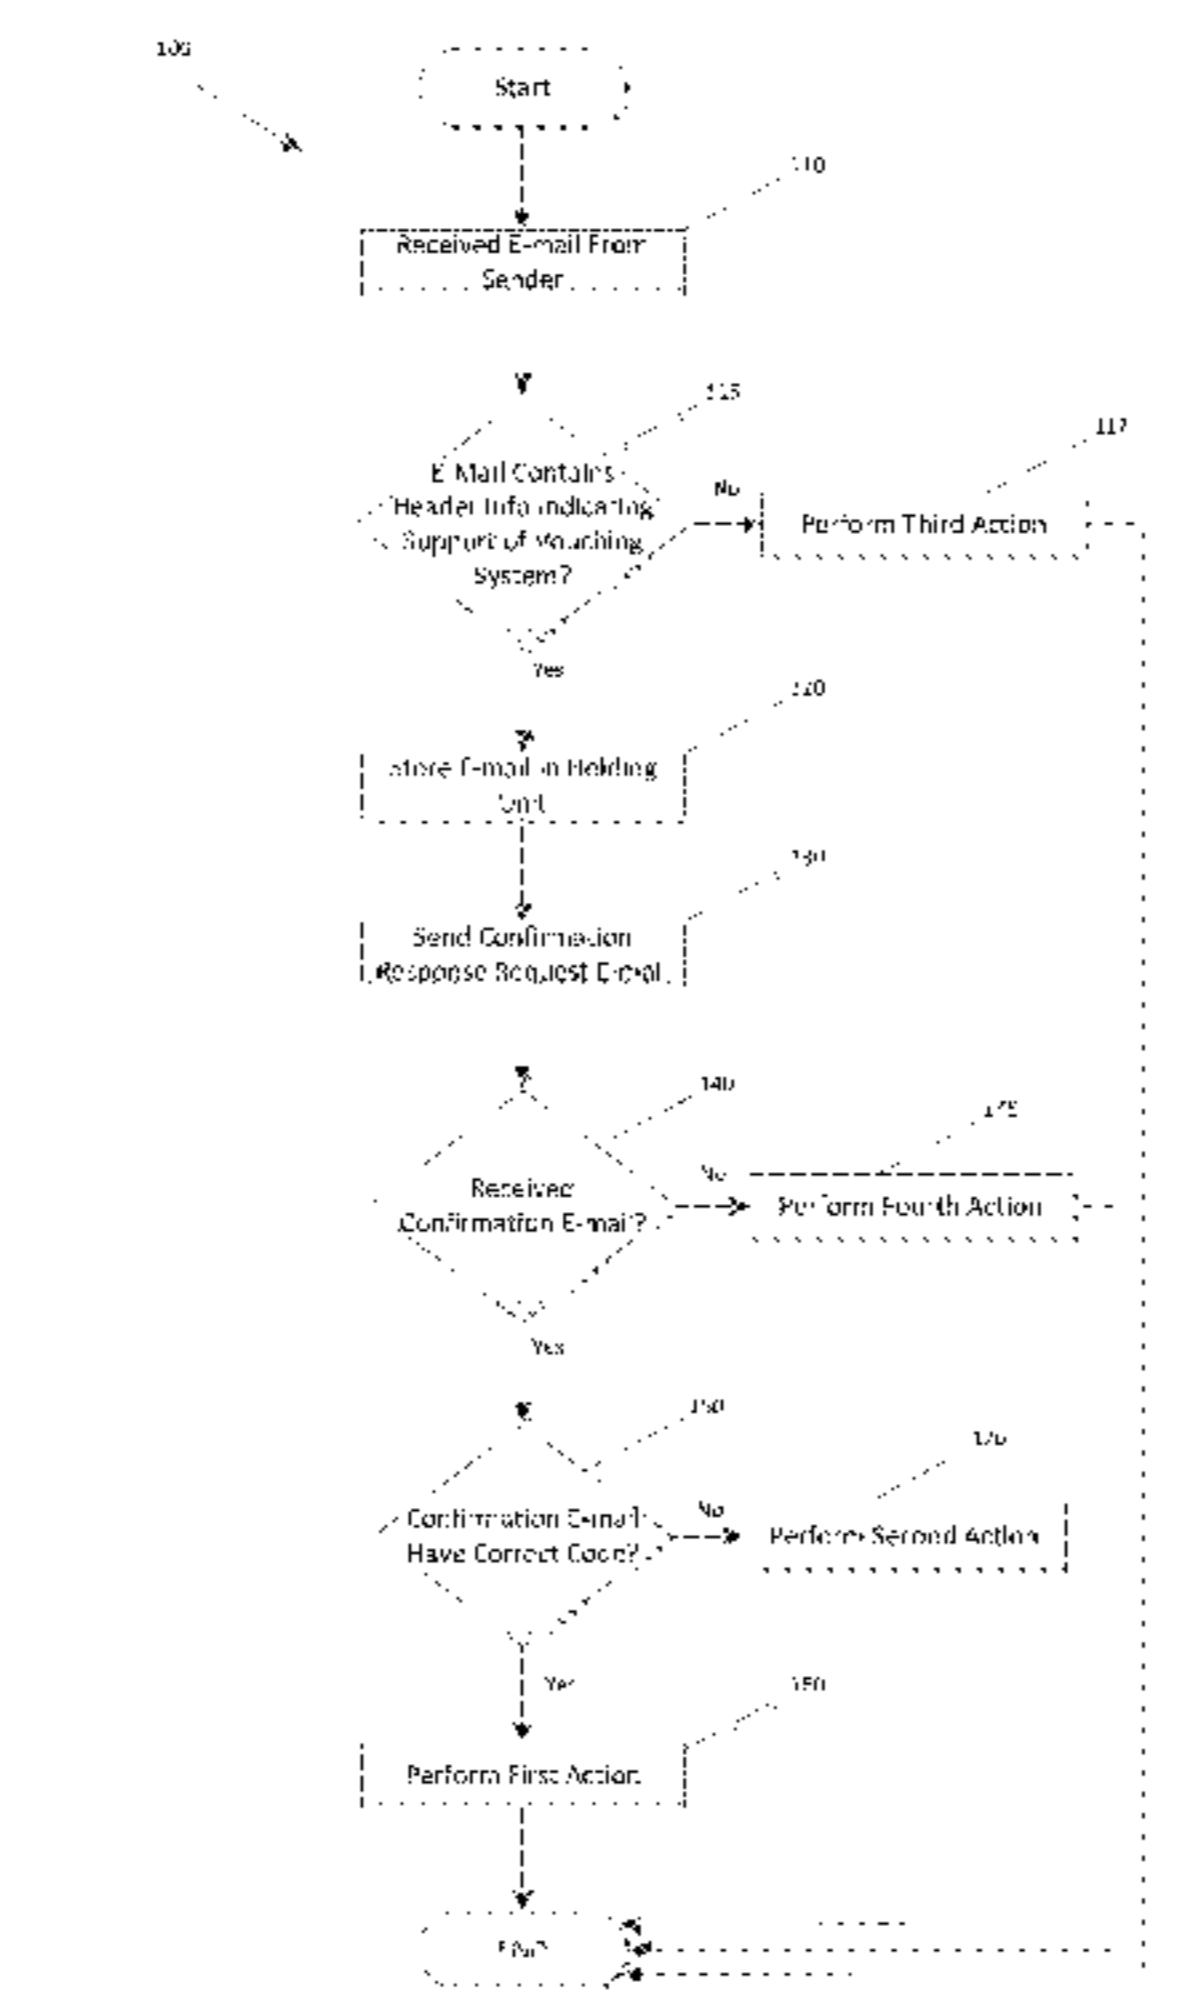 Start
110
Received E-mail From
Sender
115
117
E-Mail Contains
Header Info Indicating
Support of Vouching
System?
No
Perform Third Action
Yes
120
Store E-mail in Holding
Unit
130
Send Confirmation
Response Request E-mail
140
No
Received
Confirmation E-mail?
Perform Fourth Action
Yes
150
Confirmation E-mail
Have Correct Code?
No
Perform Second Action
Yes
Perform First Action